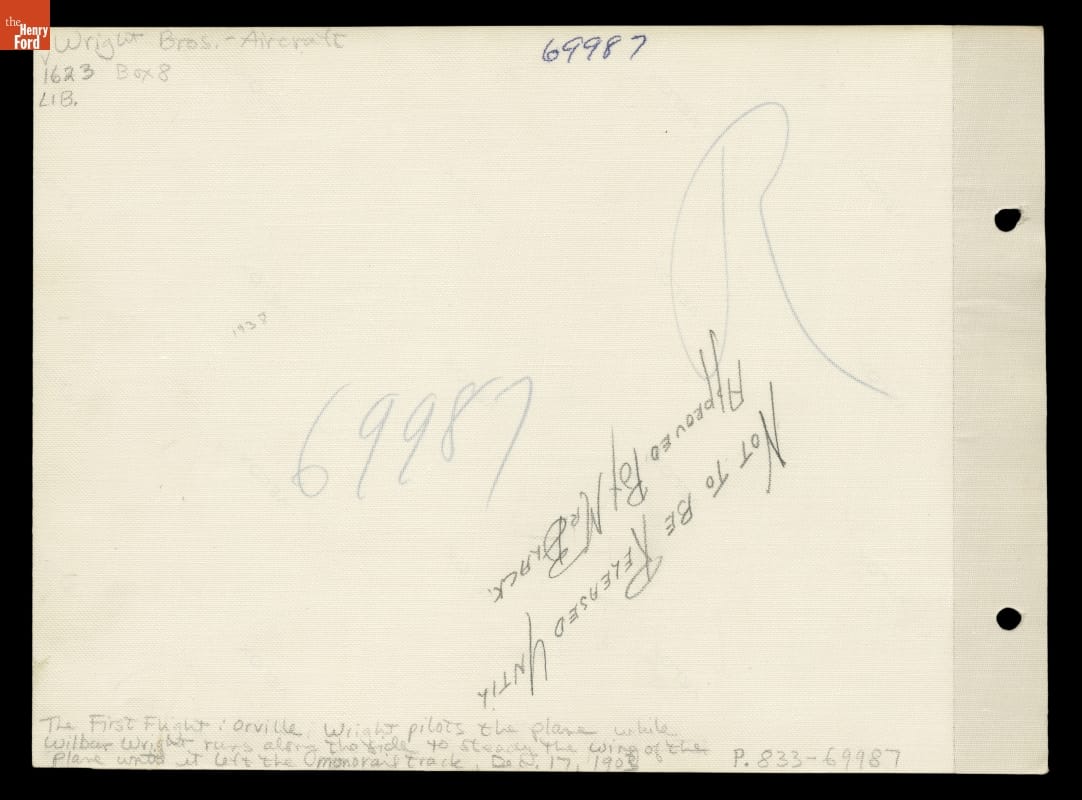 the
Henry
Ford
Wright Bros. - Aircraft
1623 Box 8
LIB.
69987
R
1938
69987
NOT TO BE RELEASED UNTIL
APPROVED BY MR. BLACK.
The First Flight: Orville Wright pilots the plane while
Wilbur Wright runs along the side to steady the wing of the
plane until it left the monorail track, Dec. 17, 1903
P. 833-69987